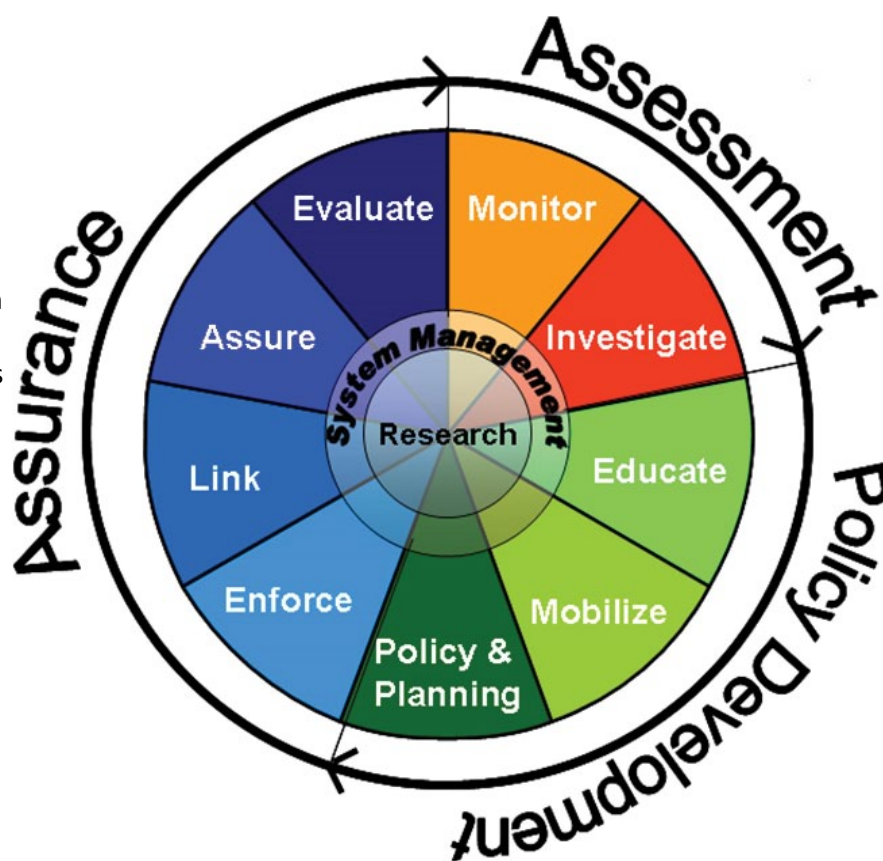 Assessment
Policy Development
Assurance
Monitor
Investigate
Educate
Mobilize
Policy &
Planning
Enforce
Link
Assure
Evaluate
System Management
Research
s